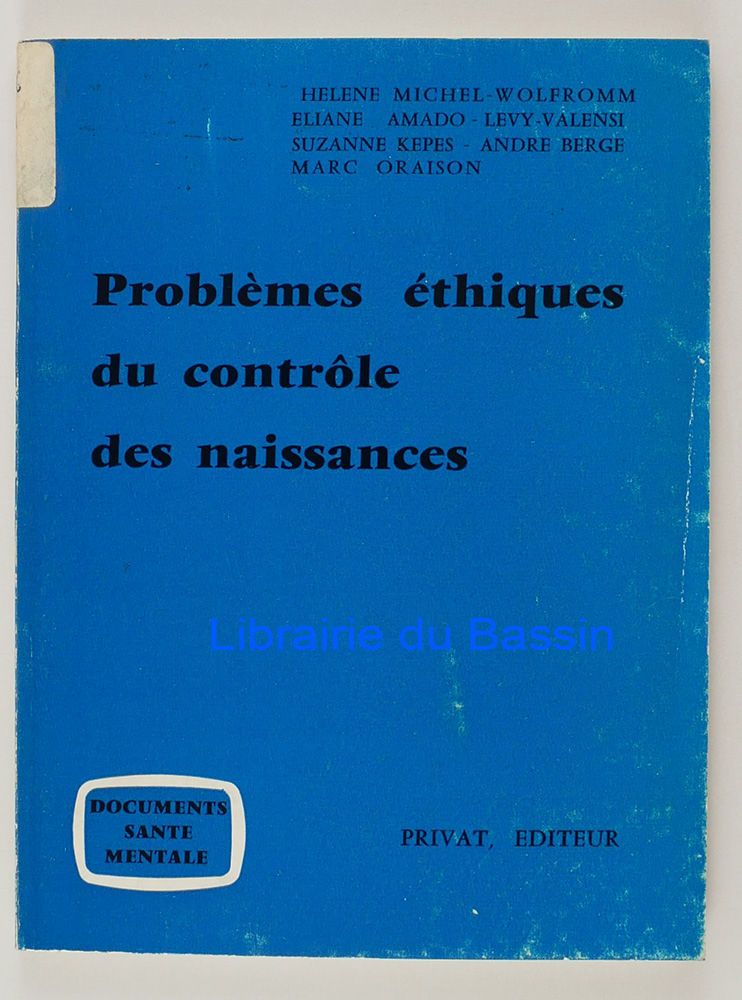 HELENE MICHEL-WOLFROMM
ELIANE AMADO - LEVY-VALENSI
SUZANNE KEPES - ANDRE BERGE
MARC ORAISON
Problèmes éthiques
du contrôle
des naissances
Librairie du Bassin
DOCUMENTS
SANTE
MENTALE
PRIVAT, EDITEUR